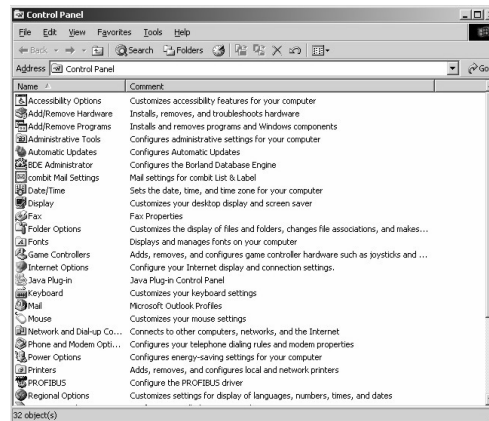 Control Panel
File Edit View Favorites Tools Help
Back Search Folders
Address Control Panel Go
Name Comment
Accessibility Options Customizes accessibility features for your computer
Add/Remove Hardware Installs, removes, and troubleshoots hardware
Add/Remove Programs Installs and removes programs and Windows components
Administrative Tools Configures administrative settings for your computer
Automatic Updates Configures Automatic Updates
BDE Administrator Configures the Borland Database Engine
combit Mail Settings Mail settings for combit List & Label
Date/Time Sets the date, time, and time zone for your computer
Display Customizes your desktop display and screen saver
Fax Fax Properties
Folder Options Customizes the display of files and folders, changes file associations, and makes...
Fonts Displays and manages fonts on your computer
Game Controllers Adds, removes, and configures game controller hardware such as joysticks and ...
Internet Options Configure your Internet display and connection settings.
Java Plug-in Java Plug-in Control Panel
Keyboard Customizes your keyboard settings
Mail Microsoft Outlook Profiles
Mouse Customizes your mouse settings
Network and Dial-up Co... Connects to other computers, networks, and the Internet
Phone and Modem Opti... Configures your telephone dialing rules and modem properties
Power Options Configures energy-saving settings for your computer
Printers Adds, removes, and configures local and network printers
PROFIBUS Configure the PROFIBUS driver
Regional Options Customizes settings for display of languages, numbers, times, and dates
32 object(s)